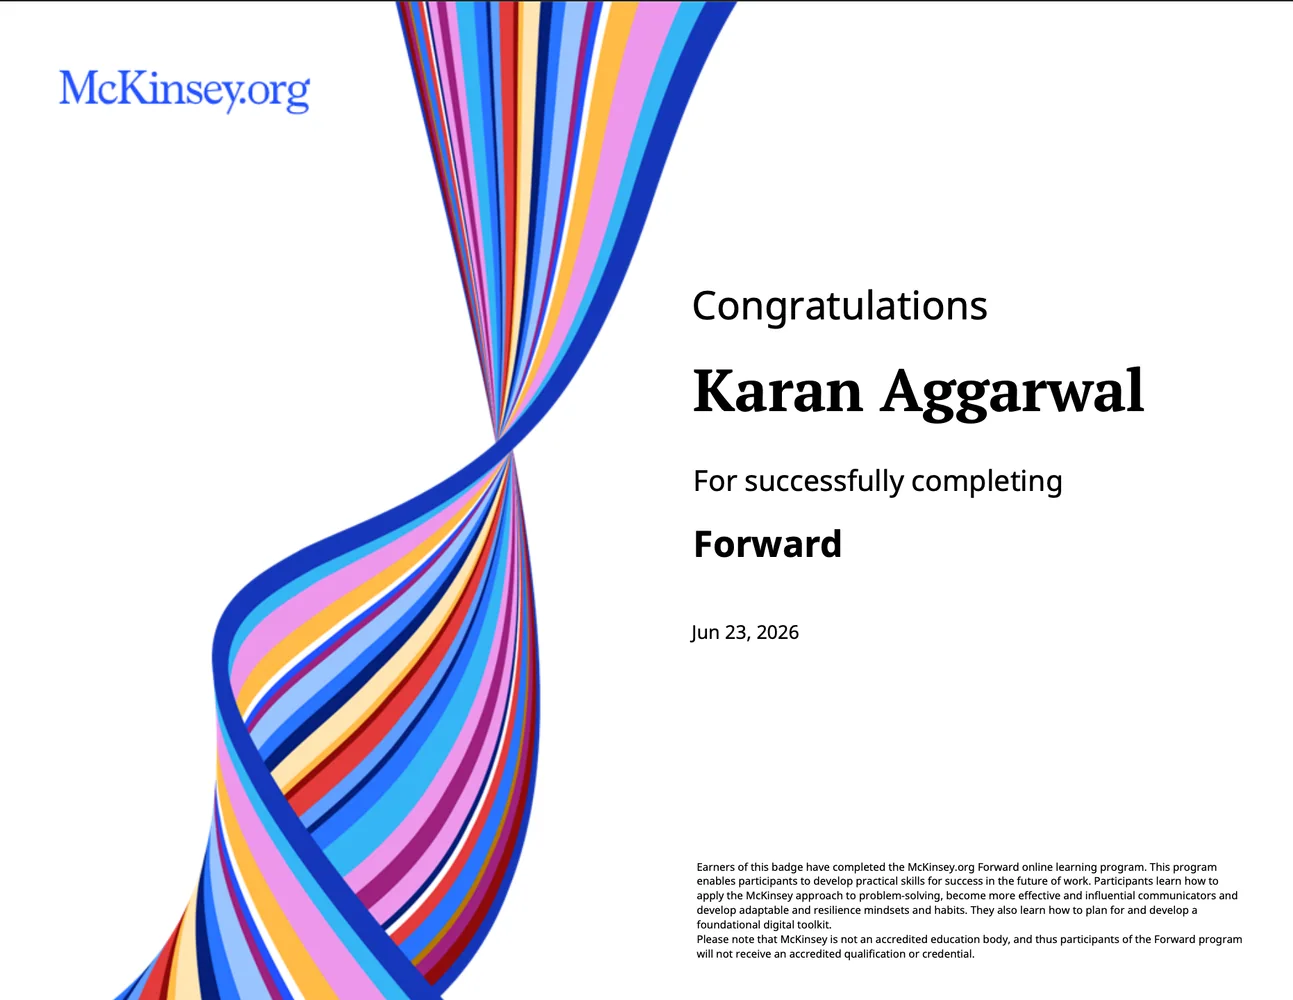 McKinsey.org
Congratulations
Karan Aggarwal
For successfully completing
Forward
Jun 23, 2026
Earners of this badge have completed the McKinsey.org Forward online learning program. This program
enables participants to develop practical skills for success in the future of work. Participants learn how to
apply the McKinsey approach to problem-solving, become more effective and influential communicators and
develop adaptable and resilience mindsets and habits. They also learn how to plan for and develop a
foundational digital toolkit.
Please note that McKinsey is not an accredited education body, and thus participants of the Forward program
will not receive an accredited qualification or credential.